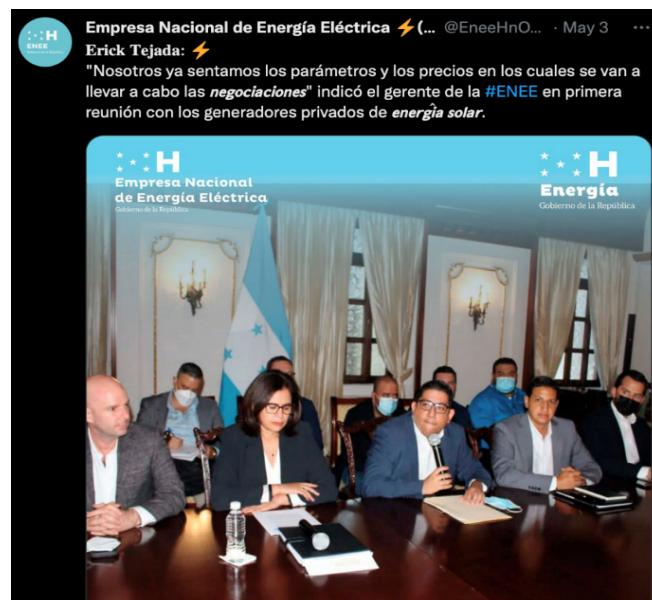 Empresa Nacional de Energía Eléctrica ⚡(... @EneeHnO... · May 3 ...
H
ENEE
Erick Tejada: ⚡
"Nosotros ya sentamos los parámetros y los precios en los cuales se van a
llevar a cabo las negociaciones" indicó el gerente de la #ENEE en primera
reunión con los generadores privados de energía solar.
H
Empresa Nacional
de Energía Eléctrica
Gobierno de la República
H
Energía
Gobierno de la República